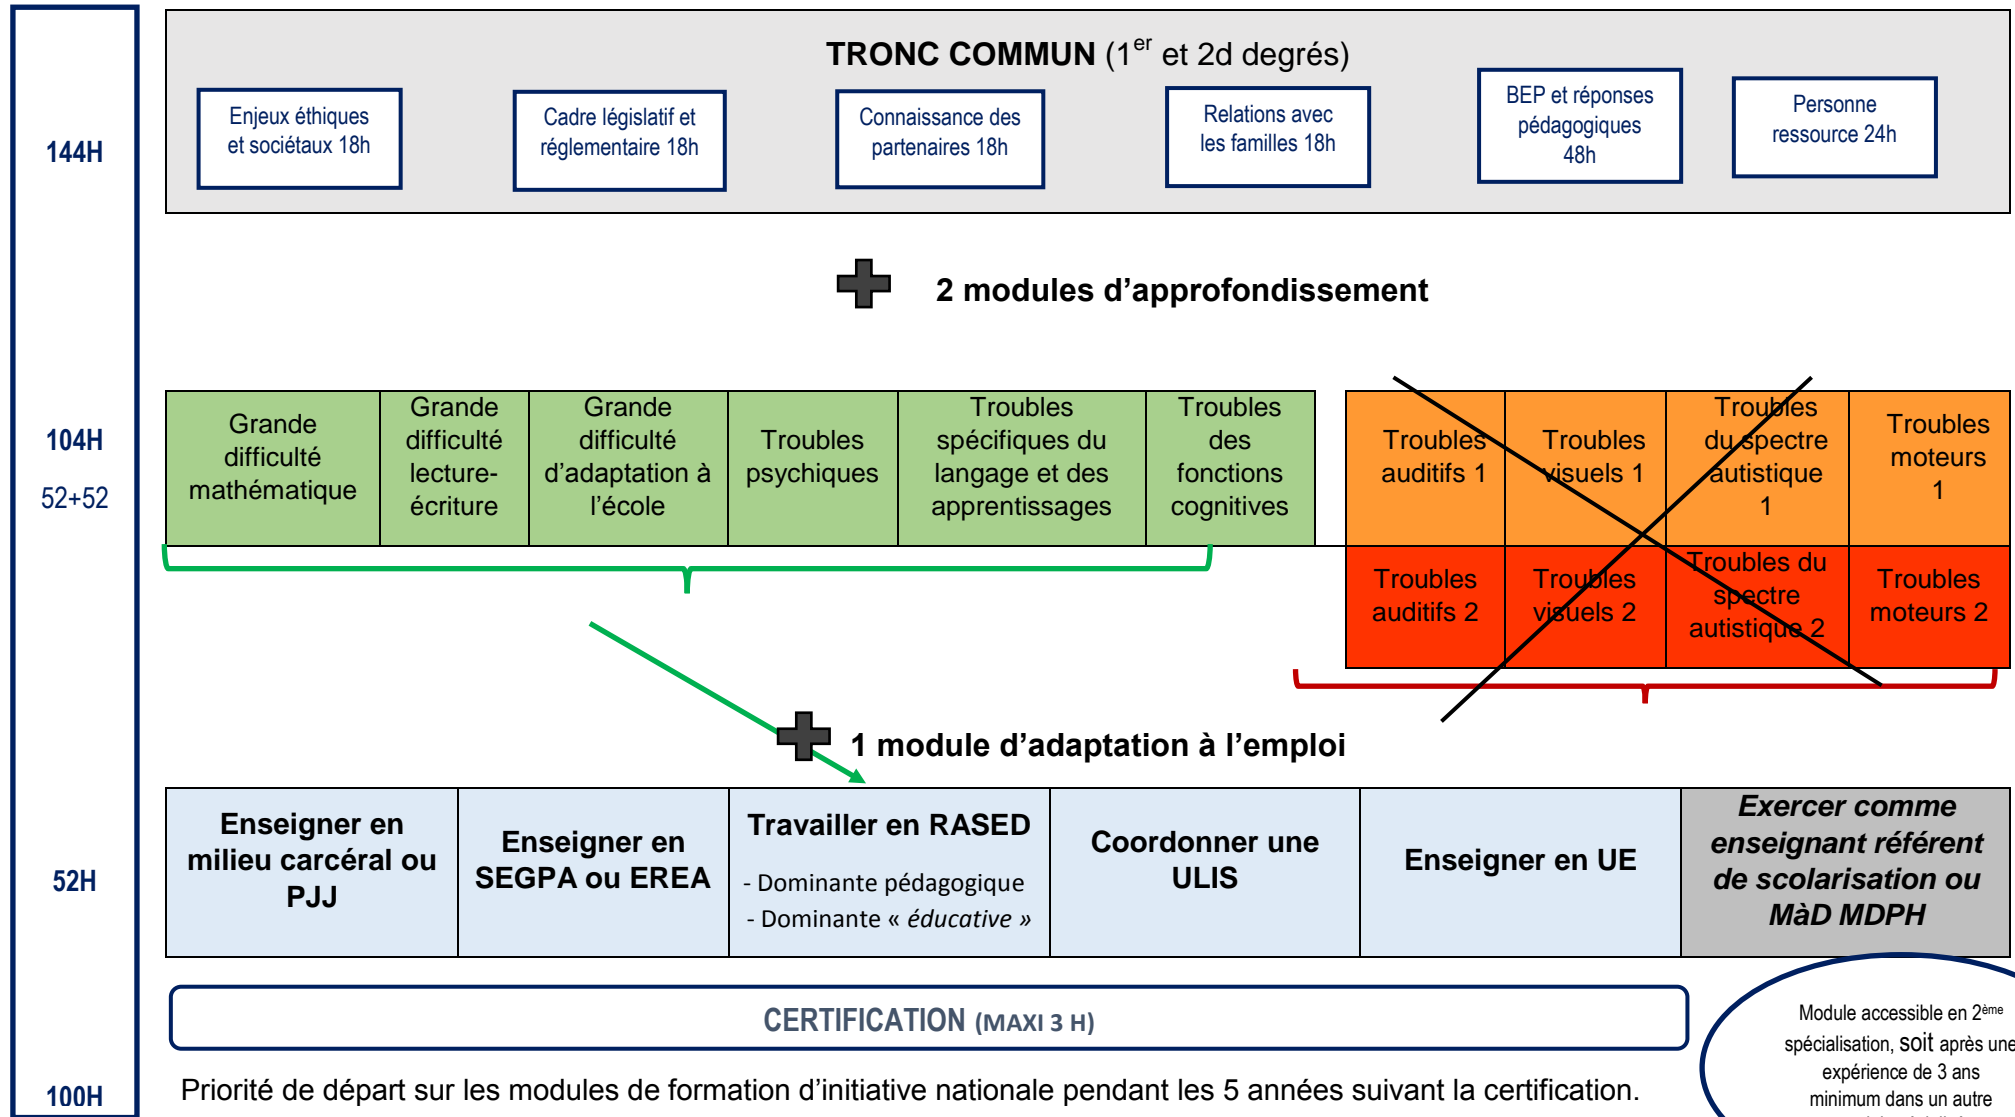 TRONC COMMUN (1er et 2d degrés)
144H
Enjeux éthiques
et sociétaux 18h
Cadre législatif et
réglementaire 18h
Connaissance des
partenaires 18h
Relations avec
les familles 18h
BEP et réponses
pédagogiques
48h
Personne
ressource 24h
2 modules d’approfondissement
104H
52+52
Grande
difficulté
mathématique
Grande
difficulté
lecture-
écriture
Grande
difficulté
d’adaptation à
l’école
Troubles
psychiques
Troubles
spécifiques du
langage et des
apprentissages
Troubles
des
fonctions
cognitives
Troubles
auditifs 1
Troubles
visuels 1
Troubles
du spectre
autistique
1
Troubles
moteurs
1
Troubles
auditifs 2
Troubles
visuels 2
Troubles du
spectre
autistique 2
Troubles
moteurs 2
1 module d’adaptation à l’emploi
52H
Enseigner en
milieu carcéral ou
PJJ
Enseigner en
SEGPA ou EREA
Travailler en RASED
- Dominante pédagogique
- Dominante « éducative »
Coordonner une
ULIS
Enseigner en UE
Exercer comme
enseignant référent
de scolarisation ou
MàD MDPH
CERTIFICATION (MAXI 3 H)
Module accessible en 2ème
spécialisation, soit après une
expérience de 3 ans
minimum dans un autre
100H
Priorité de départ sur les modules de formation d’initiative nationale pendant les 5 années suivant la certification.